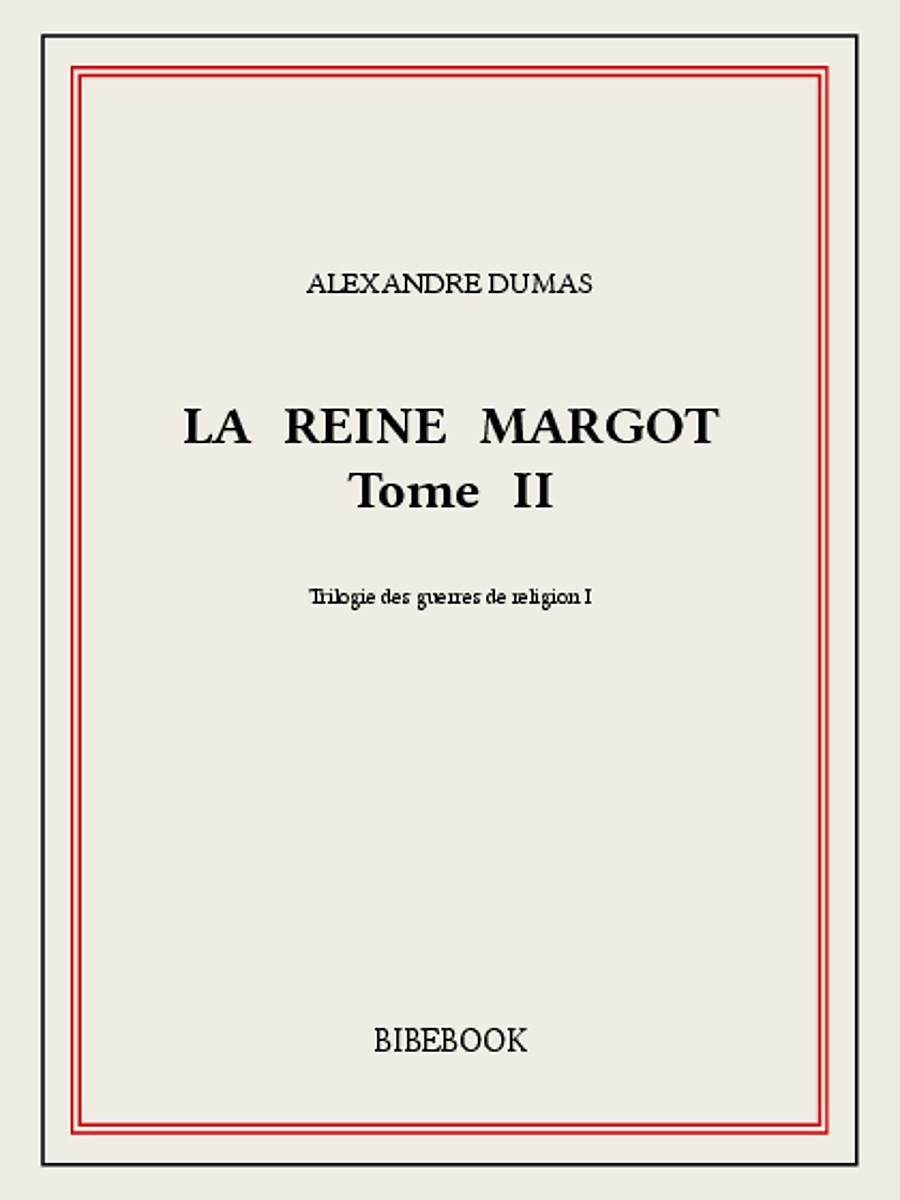 ALEXANDRE DUMAS
LA REINE MARGOT
Tome II
Trilogie des guerres de religion I
BIBEBOOK